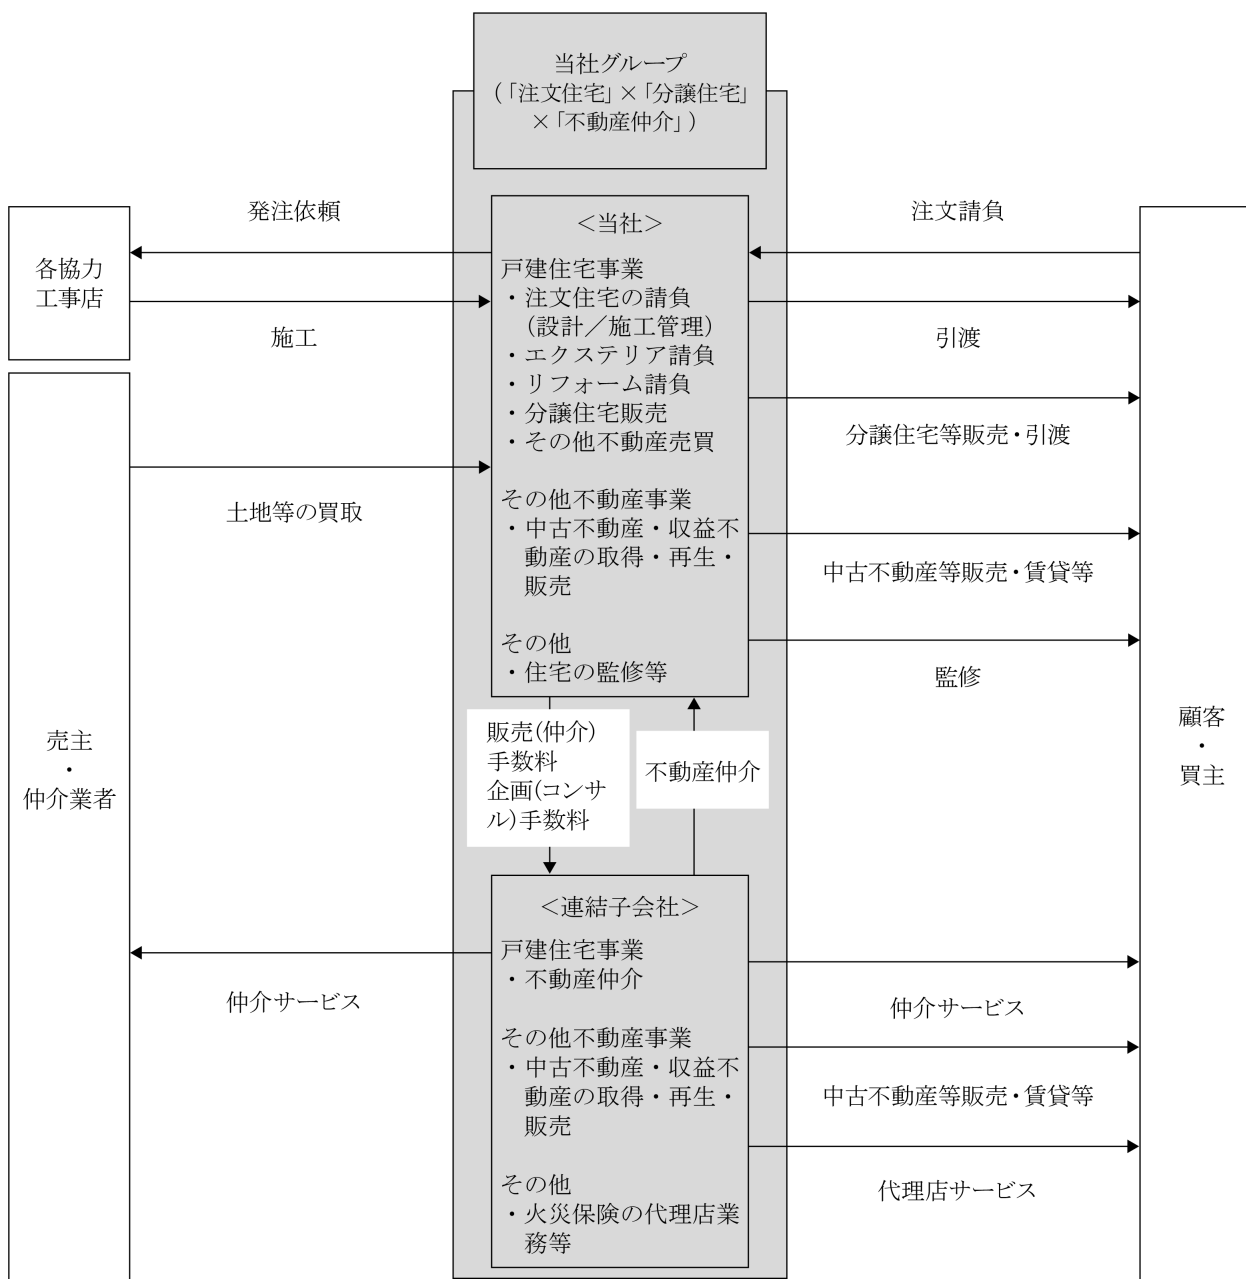 当社グループ
（「注文住宅」×「分譲住宅」
×「不動産仲介」）
発注依頼
注文請負
各協力
工事店
施工
引渡
＜当社＞
戸建住宅事業
・注文住宅の請負
（設計／施工管理）
・エクステリア請負
・リフォーム請負
・分譲住宅販売
・その他不動産売買
その他不動産事業
・中古不動産・収益不
動産の取得・再生・
販売
その他
・住宅の監修等
分譲住宅等販売・引渡
土地等の買取
中古不動産等販売・賃貸等
監修
売主
・
仲介業者
販売(仲介)
手数料
企画(コンサ
ル)手数料
不動産仲介
顧客
・
買主
＜連結子会社＞
戸建住宅事業
・不動産仲介
その他不動産事業
・中古不動産・収益不
動産の取得・再生・
販売
その他
・火災保険の代理店業
務等
仲介サービス
仲介サービス
中古不動産等販売・賃貸等
代理店サービス